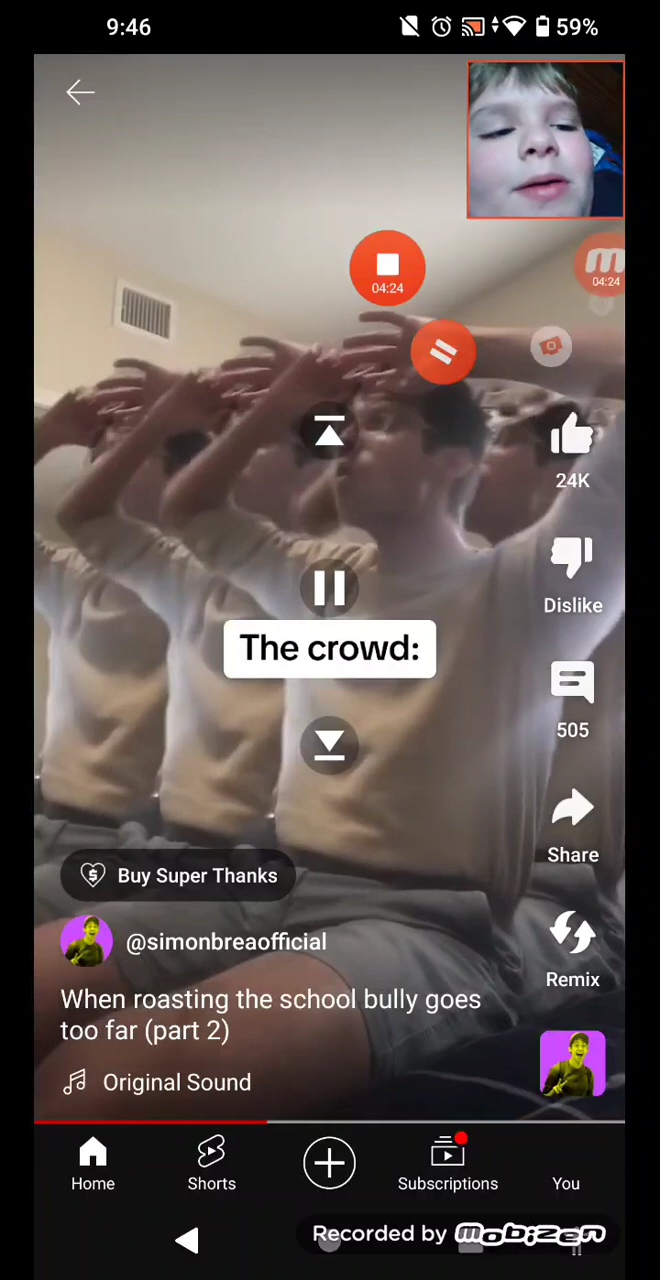 9:46
59%
04:24
04:24
24K
Dislike
The crowd:
505
Share
Buy Super Thanks
@simonbreaofficial
Remix
When roasting the school bully goes
too far (part 2)
Original Sound
Home
Shorts
Subscriptions
You
Recorded by mobizen